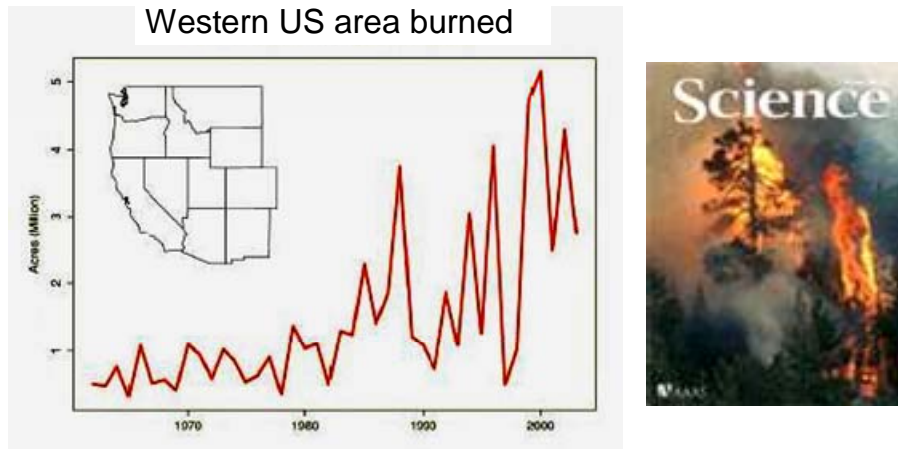 Western US area burned
5
4
3
2
1
Acres (Million)
1970
1980
1990
2000
Science
AAAS